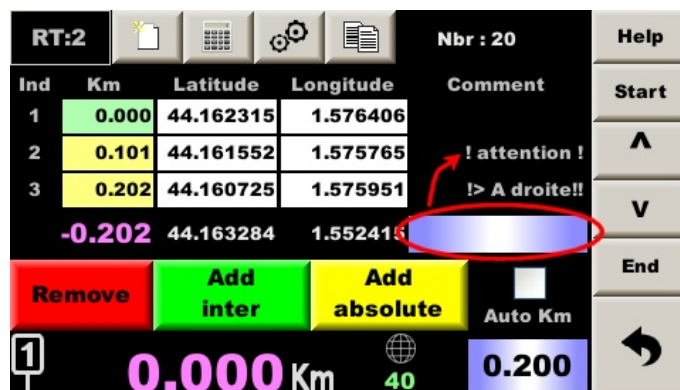 RT:2 Nbr : 20 Help
Ind Km Latitude Longitude Comment Start
1 0.000 44.162315 1.576406
2 0.101 44.161552 1.575765 ! attention ! ʌ
3 0.202 44.160725 1.575951 !> A droite!! v
-0.202 44.163284 1.552415
Remove Add inter Add absolute Auto Km End
1 0.000 Km 40 0.200